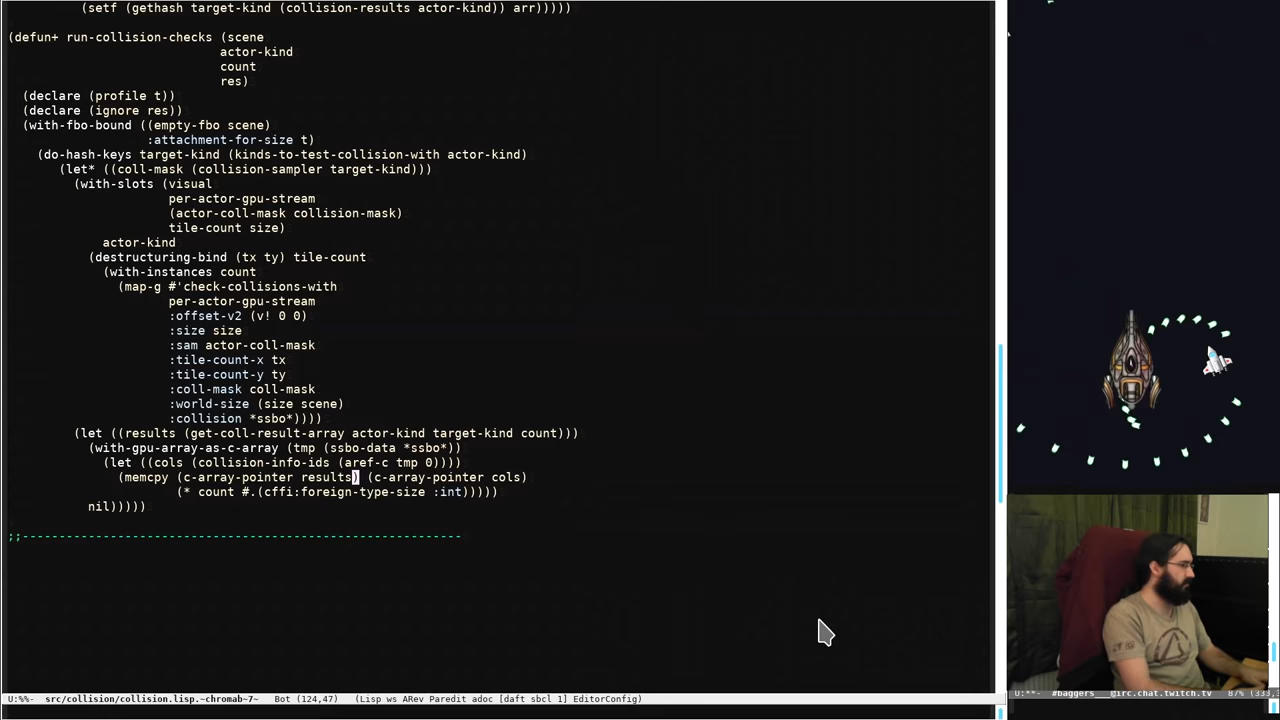 (setf (gethash target-kind (collision-results actor-kind)) arr)))))
(defun+ run-collision-checks (scene
actor-kind
count
res)
(declare (profile t))
(declare (ignore res))
(with-fbo-bound ((empty-fbo scene)
:attachment-for-size t)
(do-hash-keys target-kind (kinds-to-test-collision-with actor-kind)
(let* ((coll-mask (collision-sampler target-kind)))
(with-slots (visual
per-actor-gpu-stream
(actor-coll-mask collision-mask)
tile-count size)
actor-kind
(destructuring-bind (tx ty) tile-count
(with-instances count
(map-g #'check-collisions-with
per-actor-gpu-stream
:offset-v2 (v! 0 0)
:size size
:sam actor-coll-mask
:tile-count-x tx
:tile-count-y ty
:coll-mask coll-mask
:world-size (size scene)
:collision *ssbo*))))
(let ((results (get-coll-result-array actor-kind target-kind count)))
(with-gpu-array-as-c-array (tmp (ssbo-data *ssbo*))
(let ((cols (collision-info-ids (aref-c tmp 0))))
(memcpy (c-array-pointer results) (c-array-pointer cols)
(* count #.(cffi:foreign-type-size :int)))))
nil)))))
;;------------------------------------------------------------
U:%%- src/collision/collision.lisp.~chromab~7~ Bot (124,47) (Lisp ws ARev Paredit adoc [daft sbcl 1] EditorConfig)
U:**- #baggers___@irc.chat.twitch.tv 87% (333,